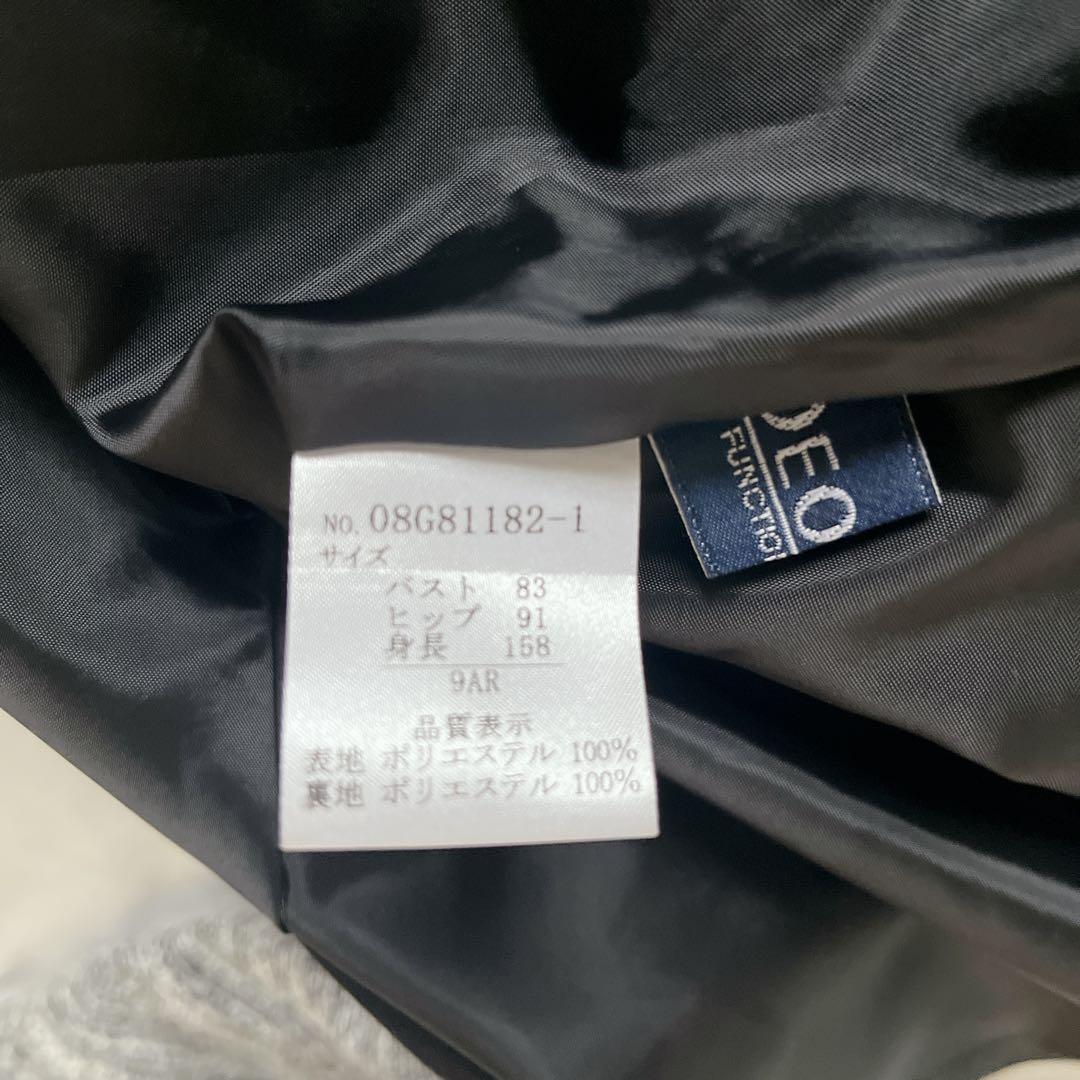 No. 08G81182-1
サイズ
バスト 83
ヒップ 91
身長 158
9AR
品質表示
表地 ポリエステル 100%
裏地 ポリエステル 100%